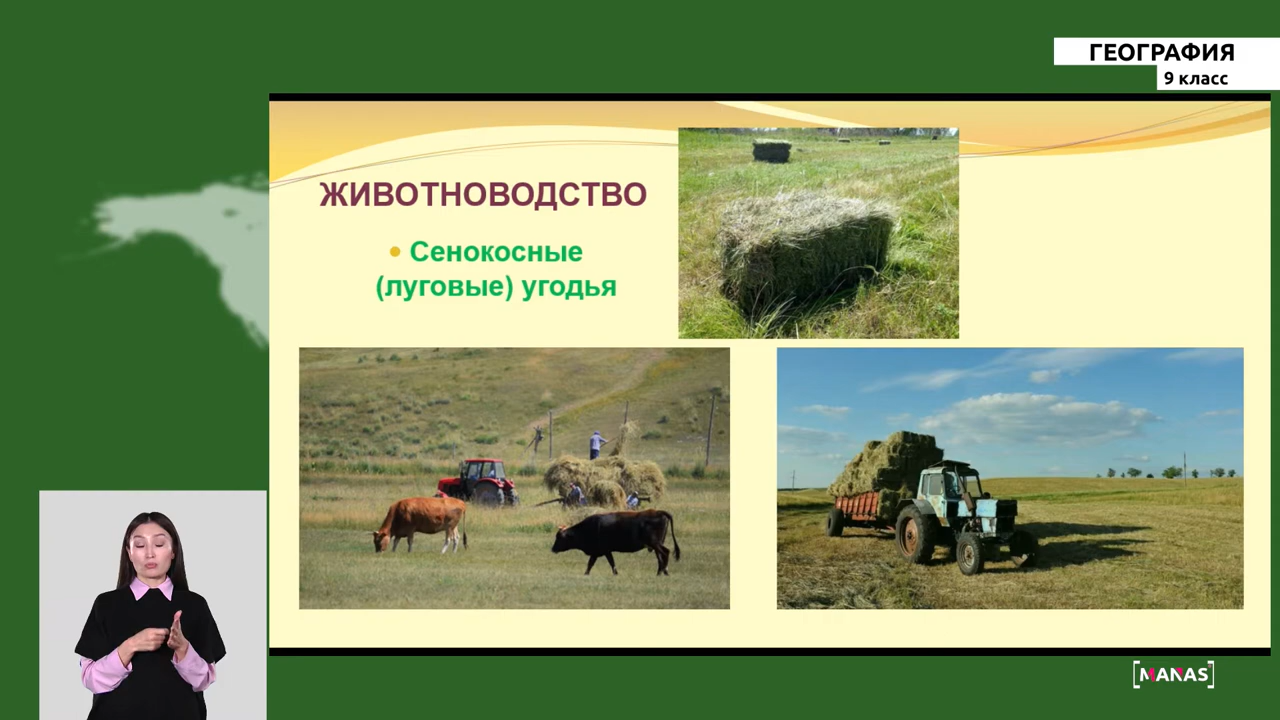 ГЕОГРАФИЯ
9 класс
ЖИВОТНОВОДСТВО
• Сенокосные
(луговые) угодья
[MANAS]